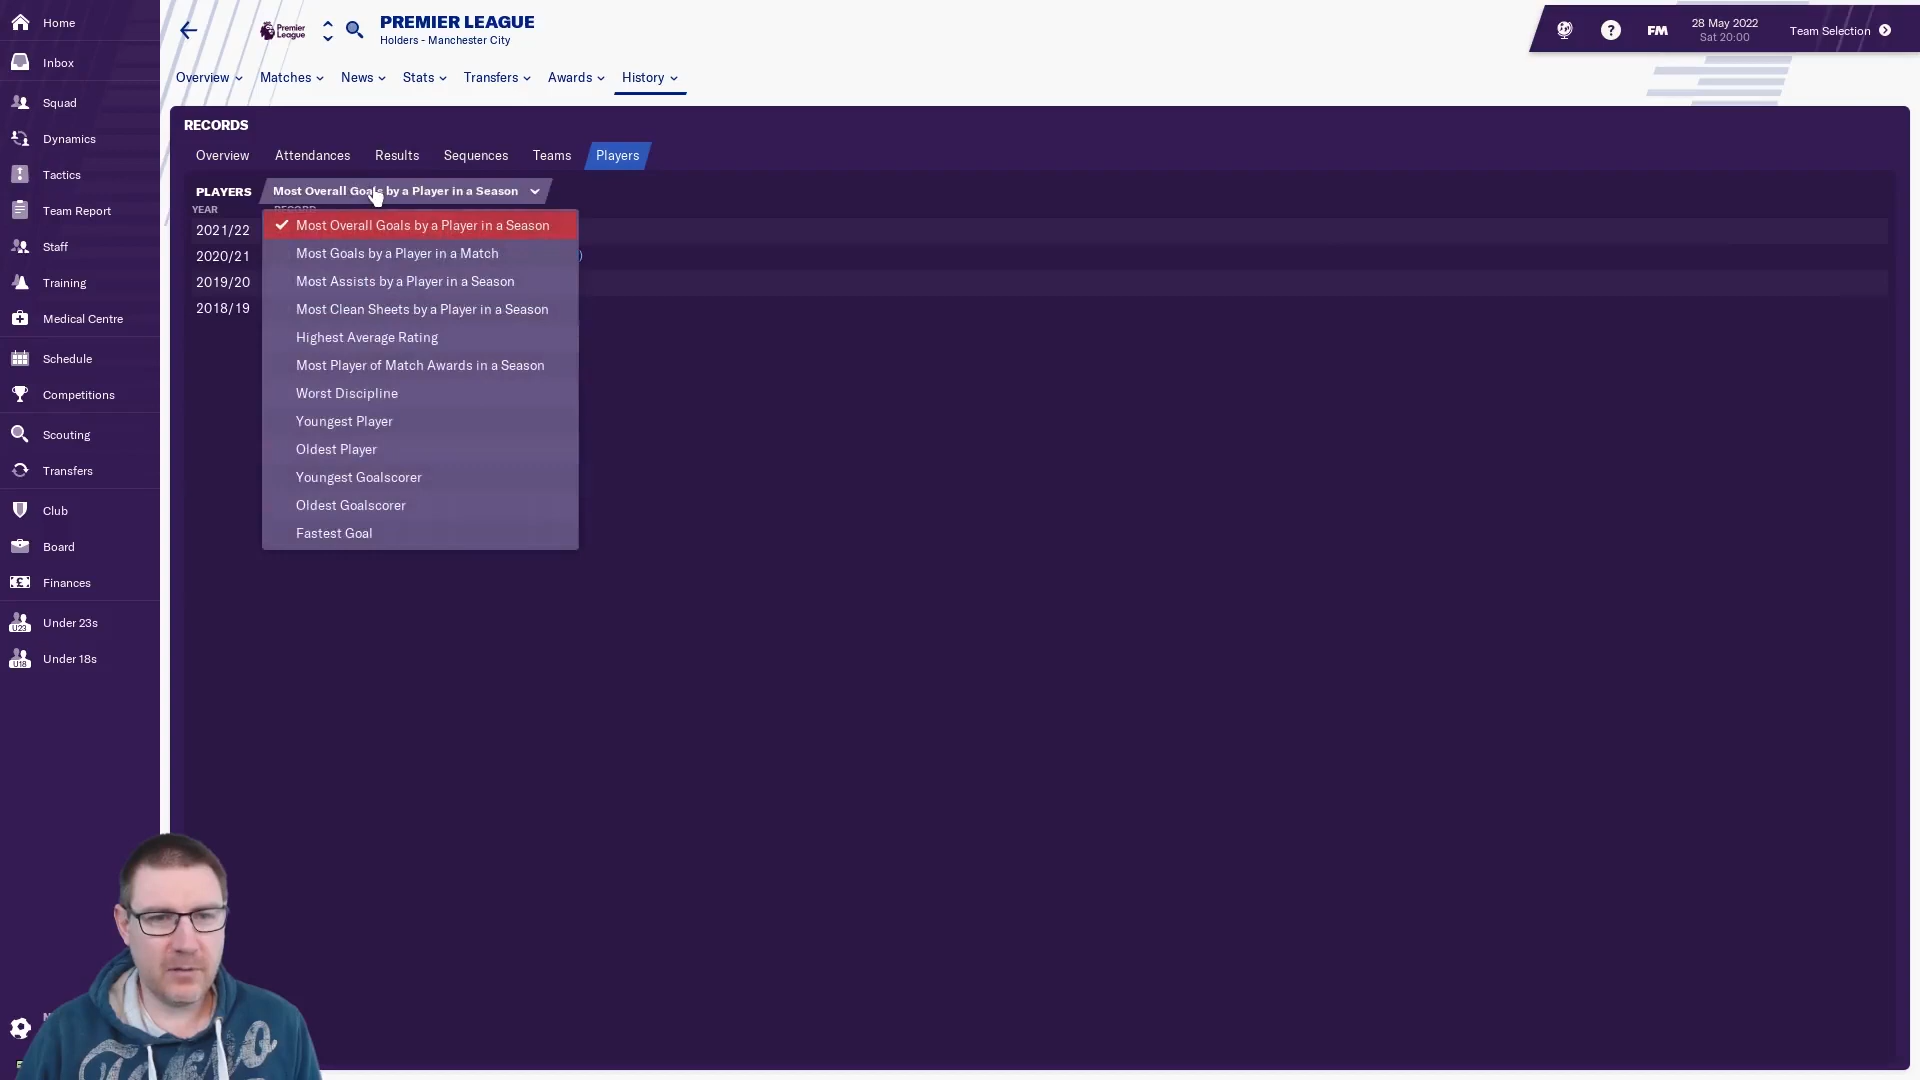 Home
Inbox
Squad
Dynamics
Tactics
Team Report
Staff
Training
Medical Centre
Schedule
Competitions
Scouting
Transfers
Club
Board
Finances
U23
Under 23s
U18
Under 18s
Premier League
PREMIER LEAGUE
Holders - Manchester City
FM
28 May 2022
Sat 20:00
Team Selection
Overview
Matches
News
Stats
Transfers
Awards
History
RECORDS
Overview
Attendances
Results
Sequences
Teams
Players
PLAYERS
Most Overall Goals by a Player in a Season
YEAR
RECORD
2021/22
2020/21
2019/20
2018/19
Most Overall Goals by a Player in a Season
Most Goals by a Player in a Match
Most Assists by a Player in a Season
Most Clean Sheets by a Player in a Season
Highest Average Rating
Most Player of Match Awards in a Season
Worst Discipline
Youngest Player
Oldest Player
Youngest Goalscorer
Oldest Goalscorer
Fastest Goal